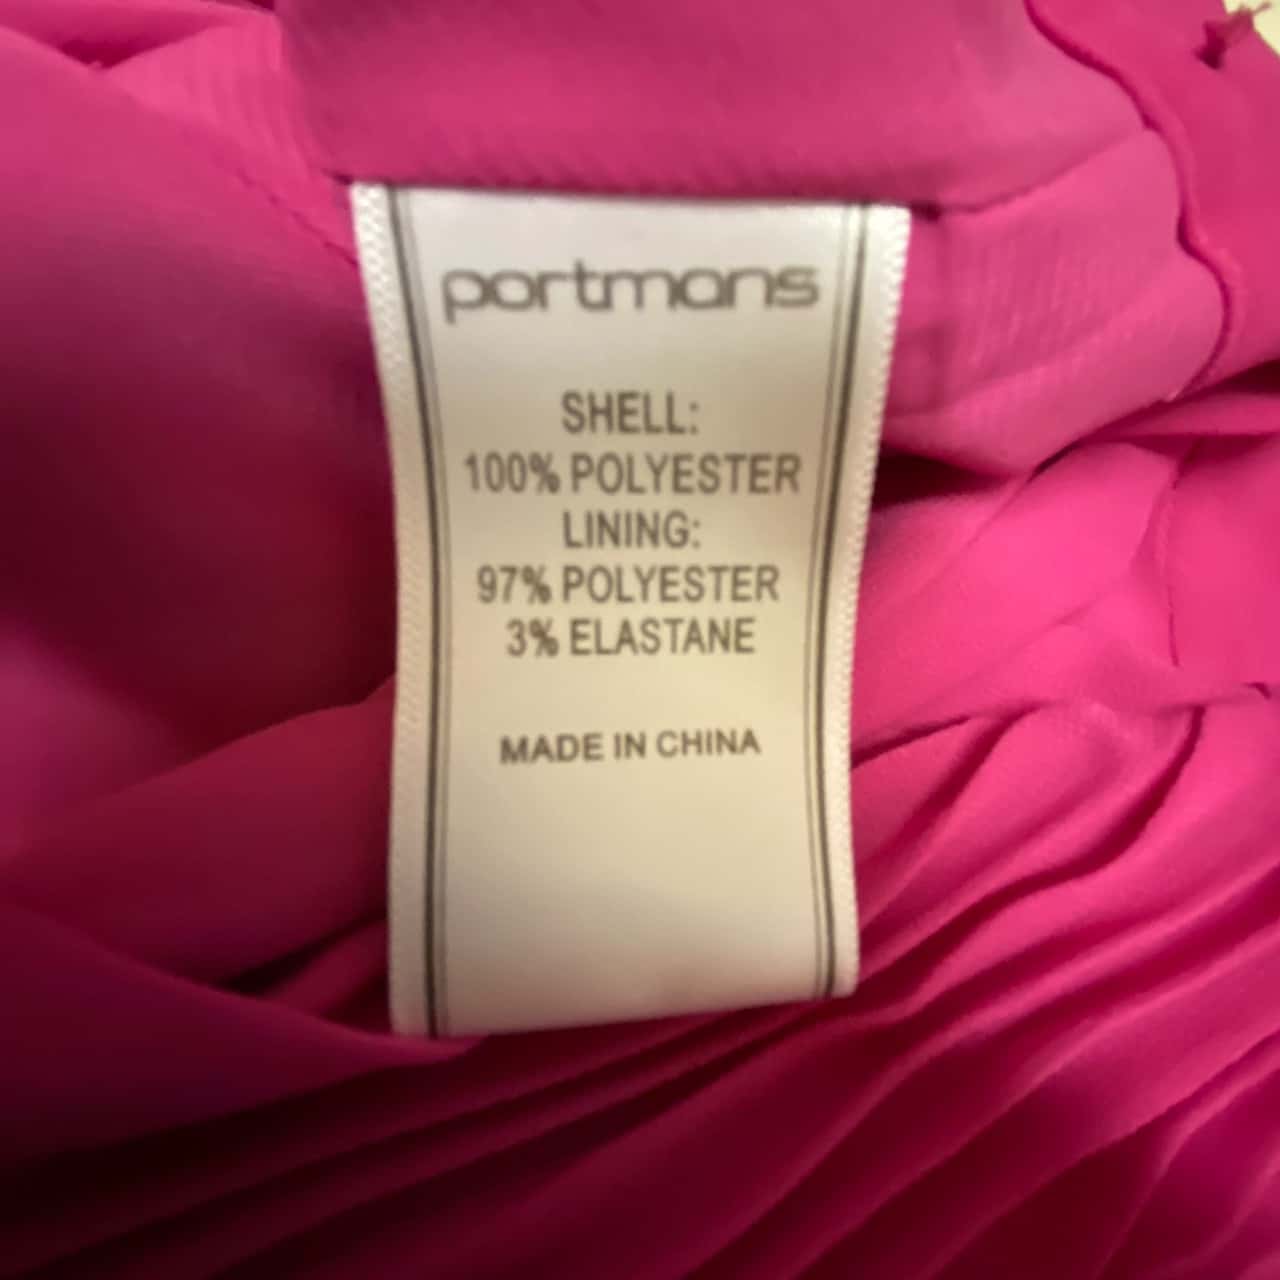 portmans
SHELL:
100% POLYESTER
LINING:
97% POLYESTER
3% ELASTANE
MADE IN CHINA